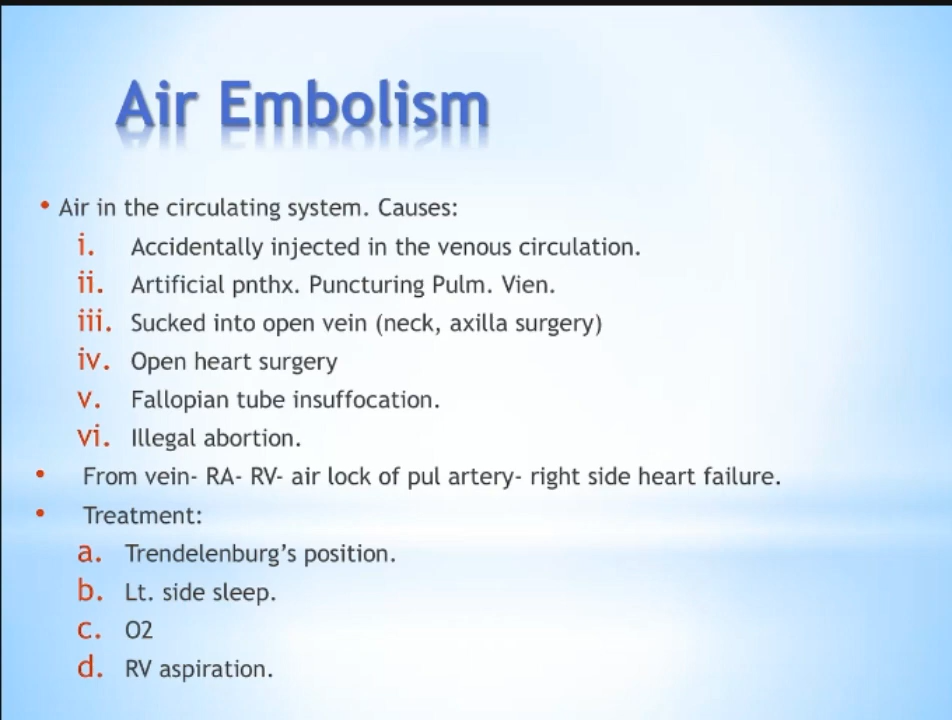 Air Embolism
• Air in the circulating system. Causes:
i. Accidentally injected in the venous circulation.
ii. Artificial pnthx. Puncturing Pulm. Vien.
iii. Sucked into open vein (neck, axilla surgery)
iv. Open heart surgery
v. Fallopian tube insuffocation.
vi. Illegal abortion.
• From vein- RA- RV- air lock of pul artery- right side heart failure.
• Treatment:
a. Trendelenburg’s position.
b. Lt. side sleep.
c. O2
d. RV aspiration.